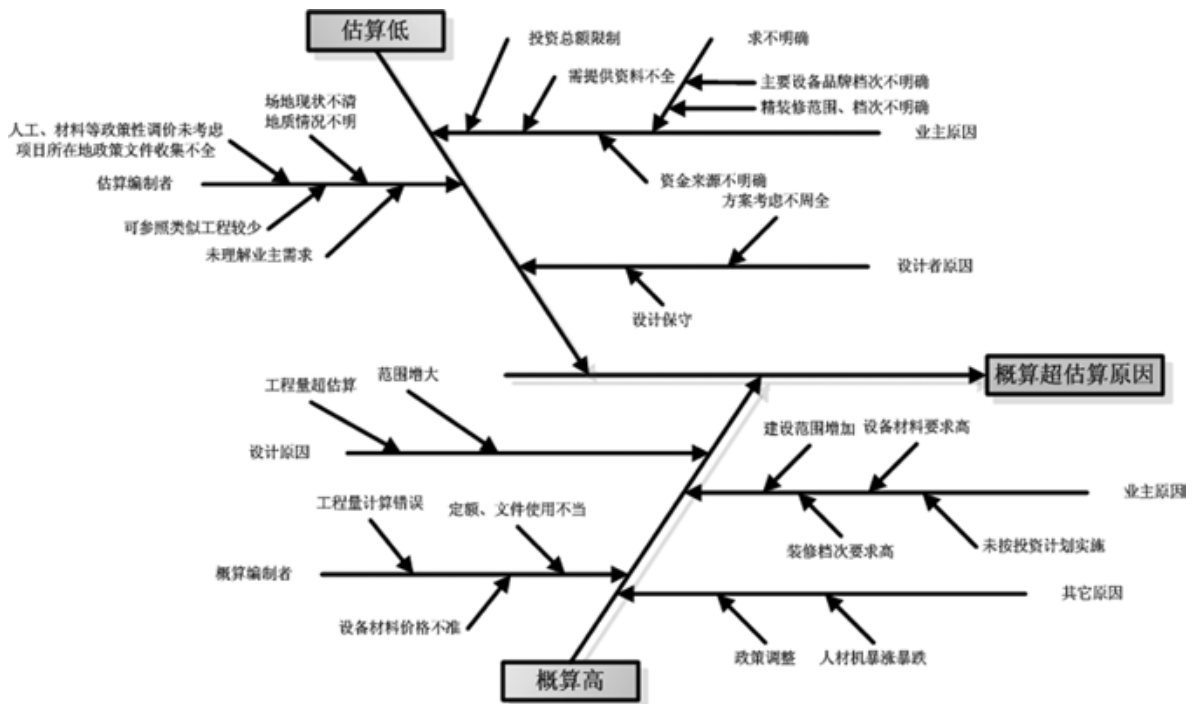 估算低
投资总额限制
求不明确
需提供资料不全
主要设备品牌档次不明确
精装修范围、档次不明确
业主原因
场地现状不清
地质情况不明
人工、材料等政策性调价未考虑
项目所在地政策文件收集不全
估算编制者
资金来源不明确
方案考虑不周全
可参照类似工程较少
未理解业主需求
设计者原因
设计保守
概算超估算原因
工程量超估算
范围增大
设计原因
建设范围增加
设备材料要求高
业主原因
工程量计算错误
定额、文件使用不当
装修档次要求高
未按投资计划实施
概算编制者
其它原因
设备材料价格不准
政策调整
人材机暴涨暴跌
概算高